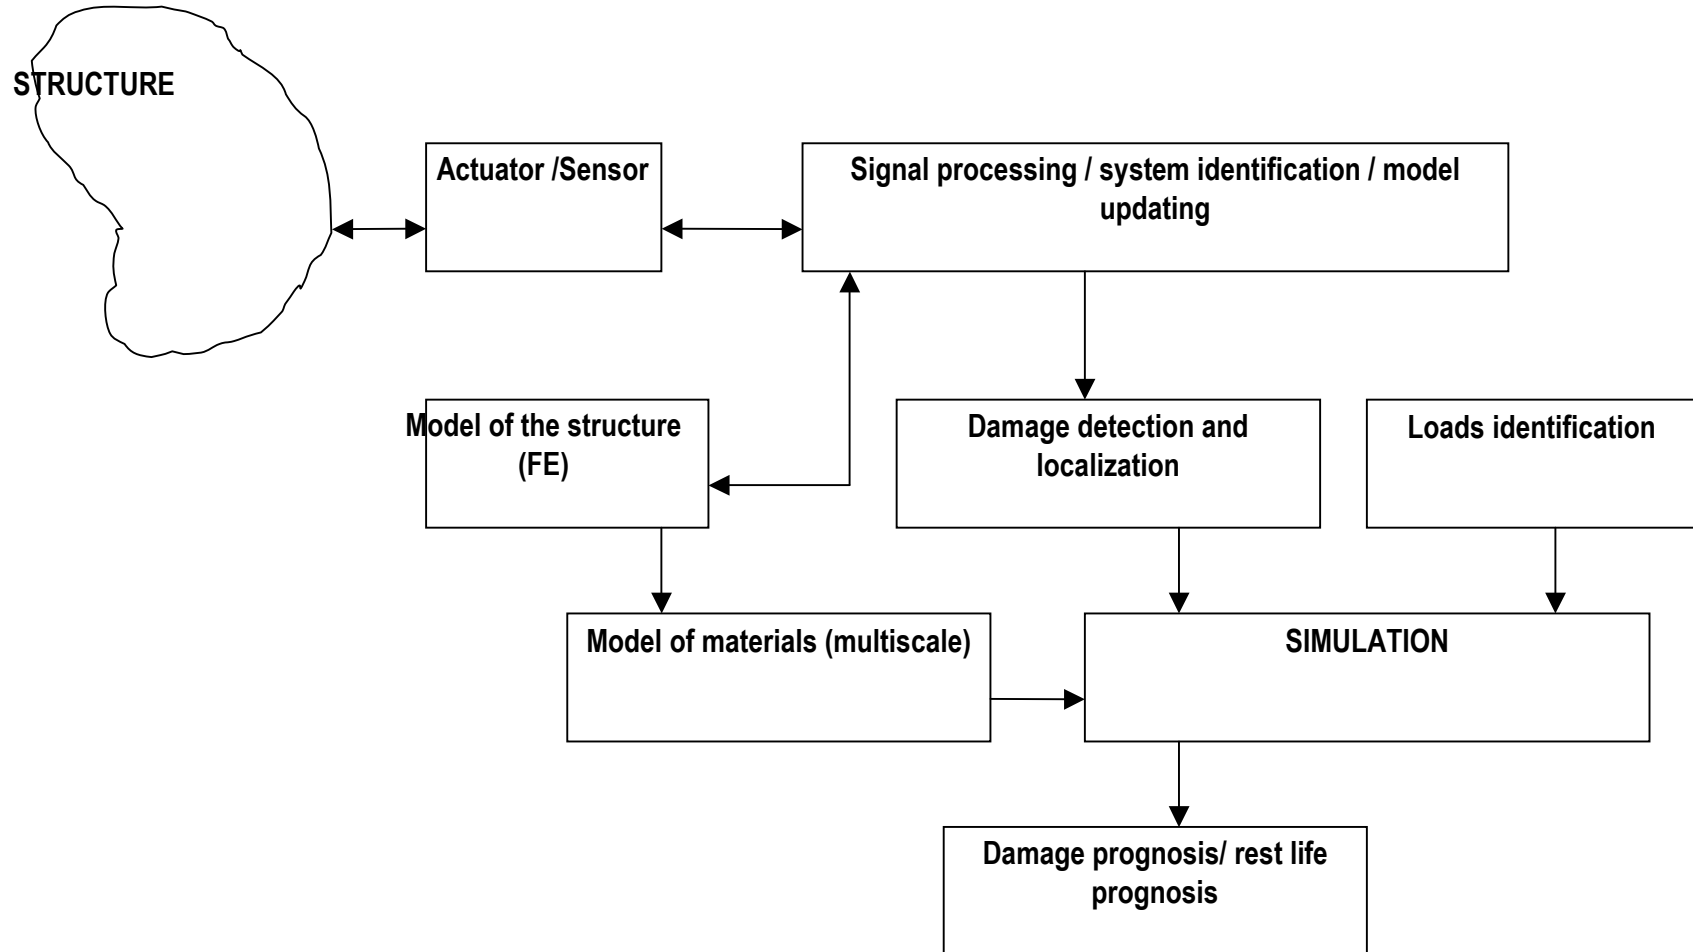 STRUCTURE
Actuator /Sensor
Signal processing / system identification / model
updating
Model of the structure
(FE)
Damage detection and
localization
Loads identification
Model of materials (multiscale)
SIMULATION
Damage prognosis/ rest life
prognosis